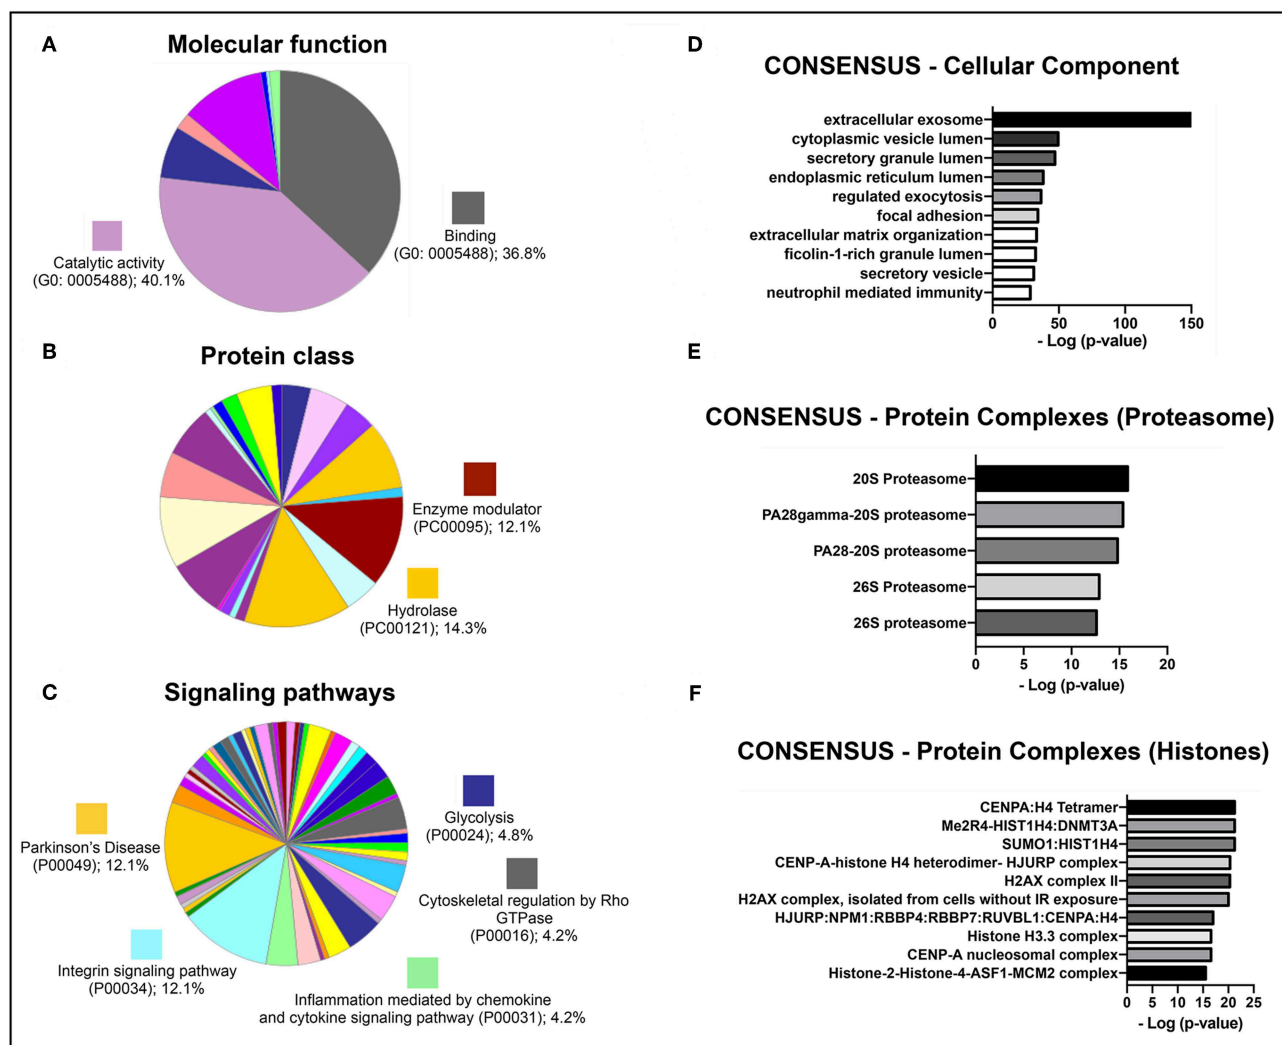 A
Molecular function
Binding
(G0: 0005488); 36.8%
Catalytic activity
(G0: 0005488); 40.1%
B
Protein class
Enzyme modulator
(PC00095); 12.1%
Hydrolase
(PC00121); 14.3%
C
Signaling pathways
Parkinson's Disease
(P00049); 12.1%
Glycolysis
(P00024); 4.8%
Cytoskeletal regulation by Rho
GTPase
(P00016); 4.2%
Integrin signaling pathway
(P00034); 12.1%
Inflammation mediated by chemokine
and cytokine signaling pathway (P00031); 4.2%
D
CONSENSUS - Cellular Component
extracellular exosome
cytoplasmic vesicle lumen
secretory granule lumen
endoplasmic reticulum lumen
regulated exocytosis
focal adhesion
extracellular matrix organization
ficolin-1-rich granule lumen
secretory vesicle
neutrophil mediated immunity
0 50 100 150
- Log (p-value)
E
CONSENSUS - Protein Complexes (Proteasome)
20S Proteasome
PA28gamma-20S proteasome
PA28-20S proteasome
26S Proteasome
26S proteasome
0 5 10 15 20
- Log (p-value)
F
CONSENSUS - Protein Complexes (Histones)
CENPA:H4 Tetramer
Me2R4-HIST1H4:DNMT3A
SUMO1:HIST1H4
CENP-A-histone H4 heterodimer- HJURP complex
H2AX complex II
H2AX complex, isolated from cells without IR exposure
HJURP:NPM1:RBBP4:RBBP7:RUVBL1:CENPA:H4
Histone H3.3 complex
CENP-A nucleosomal complex
Histone-2-Histone-4-ASF1-MCM2 complex
0 5 10 15 20 25
- Log (p-value)